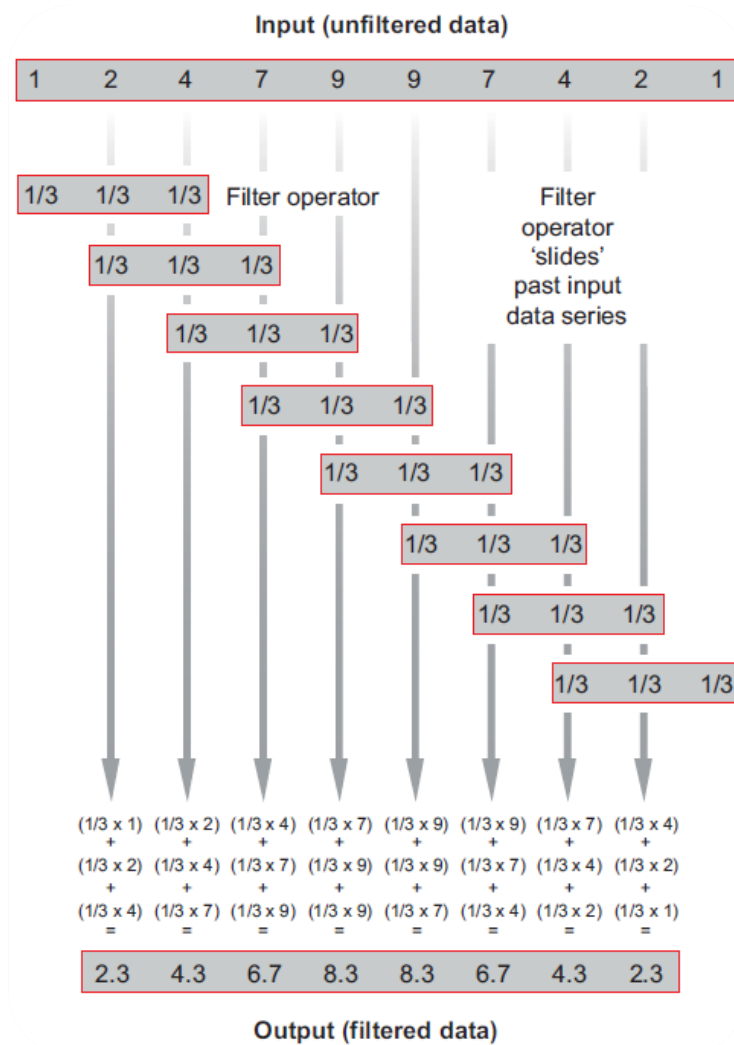 Input (unfiltered data)
1 2 4 7 9 9 7 4 2 1
1/3 1/3 1/3
Filter operator
Filter
operator
‘slides’
past input
data series
1/3 1/3 1/3
1/3 1/3 1/3
1/3 1/3 1/3
1/3 1/3 1/3
1/3 1/3 1/3
1/3 1/3 1/3
1/3 1/3 1/3
(1/3 x 1) (1/3 x 2) (1/3 x 4) (1/3 x 7) (1/3 x 9) (1/3 x 9) (1/3 x 7) (1/3 x 4)
+ + + + + + + +
(1/3 x 2) (1/3 x 4) (1/3 x 7) (1/3 x 9) (1/3 x 9) (1/3 x 7) (1/3 x 4) (1/3 x 2)
+ + + + + + + +
(1/3 x 4) (1/3 x 7) (1/3 x 9) (1/3 x 9) (1/3 x 7) (1/3 x 4) (1/3 x 2) (1/3 x 1)
= = = = = = = =
2.3 4.3 6.7 8.3 8.3 6.7 4.3 2.3
Output (filtered data)